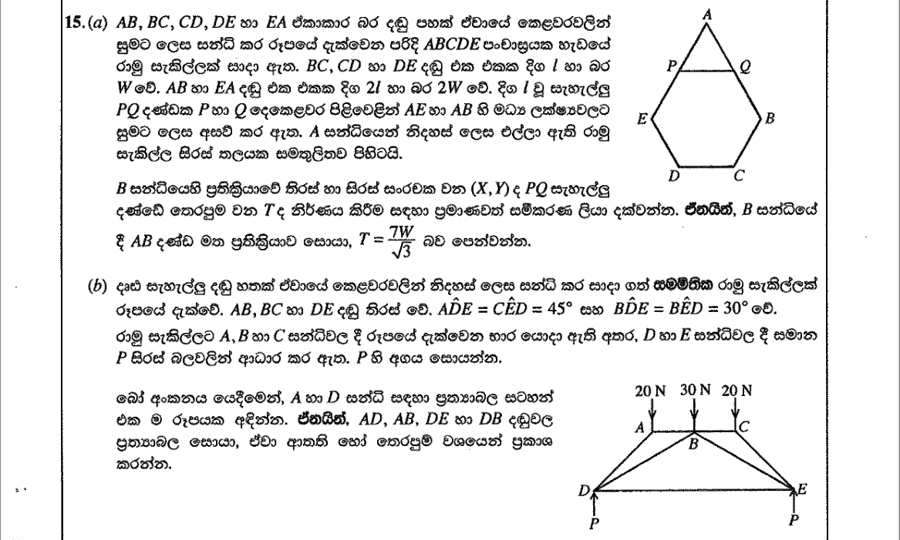 15.(a) AB, BC, CD, DE හා EA ඒකාකාර බර දඬු පහක් ඒවායේ කෙළවරවලින්
සුමට ලෙස සන්ධි කර රූපයේ දැක්වෙන පරිදි ABCDE පංචාස්‍රයක හැඩයේ
රාමු සැකිල්ලක් සාදා ඇත. BC, CD හා DE දඬු එක එකක දිග l හා බර
W වේ. AB හා EA දඬු එක එකක දිග 2l හා බර 2W වේ. දිග l වූ සැහැල්ලු
PQ දණ්ඩක P හා Q දෙකෙළවර පිළිවෙළින් AE හා AB හි මධ්‍ය ලක්ෂ්‍යවලට
සුමට ලෙස අසව් කර ඇත. A සන්ධියෙන් නිදහස් ලෙස එල්ලා ඇති රාමු
සැකිල්ල සිරස් තලයක සමතුලිතව පිහිටයි.
A
P
Q
E
B
D
C
B සන්ධියෙහි ප්‍රතික්‍රියාවේ තිරස් හා සිරස් සංරචක වන (X, Y) ද PQ සැහැල්ලු
දණ්ඩේ තෙරපුම වන T ද නිර්ණය කිරීම සඳහා ප්‍රමාණවත් සමීකරණ ලියා දක්වන්න. ඒනයින්, B සන්ධියේ
දී AB දණ්ඩ මත ප්‍රතික්‍රියාව සොයා, T = 7W/√3 බව පෙන්වන්න.
(b) දෘඪ සැහැල්ලු දඬු හතක් ඒවායේ කෙළවරවලින් නිදහස් ලෙස සන්ධි කර සාදා ගත් සමමිතික රාමු සැකිල්ලක්
රූපයේ දැක්වේ. AB, BC හා DE දඬු තිරස් වේ. AD̂E = CÊD = 45° සහ BD̂E = BÊD = 30° වේ.
රාමු සැකිල්ලට A, B හා C සන්ධිවල දී රූපයේ දැක්වෙන භාර යොදා ඇති අතර, D හා E සන්ධිවල දී සමාන
P සිරස් බලවලින් ආධාර කර ඇත. P හි අගය සොයන්න.
බෝ අංකනය යෙදීමෙන්, A හා D සන්ධි සඳහා ප්‍රත්‍යාබල සටහන්
එක ම රූපයක අඳින්න. ඒනයින්, AD, AB, DE හා DB දඬුවල
ප්‍රත්‍යාබල සොයා, ඒවා ආතති හෝ තෙරපුම් වශයෙන් ප්‍රකාශ
කරන්න.
20 N 30 N 20 N
A
B
C
D
E
P
P